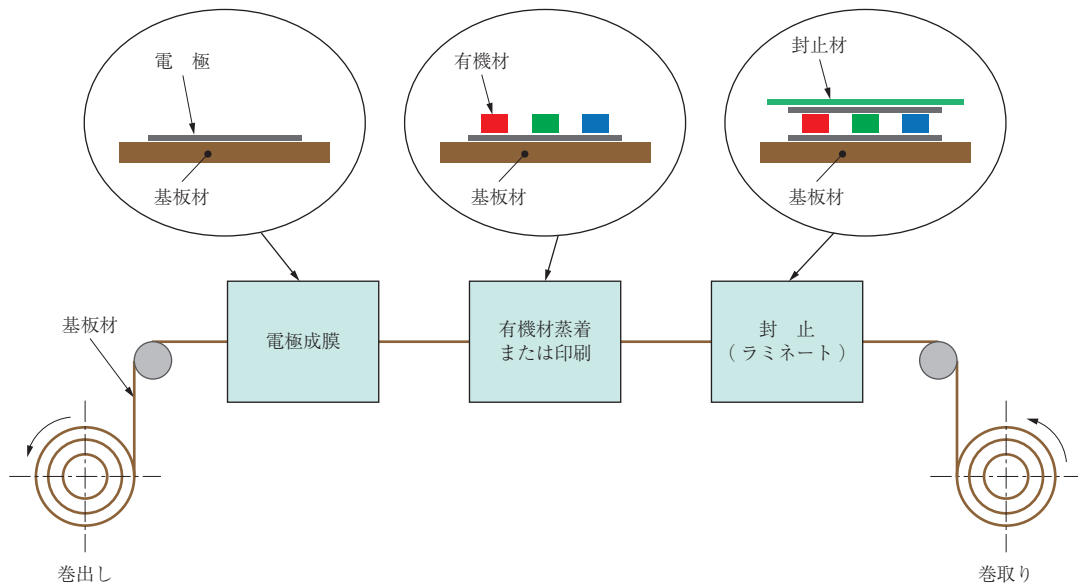 電　極
基板材
有機材
基板材
封止材
基板材
基板材
電極成膜
有機材蒸着
または印刷
封　止
（ ラミネート ）
巻出し
巻取り